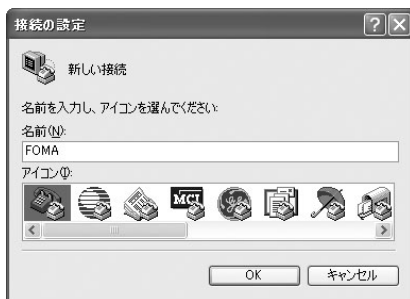 接続の設定
新しい接続
名前を入力し、アイコンを選んでください:
名前(N):
FOMA
アイコン(I):
MCI
OK キャンセル